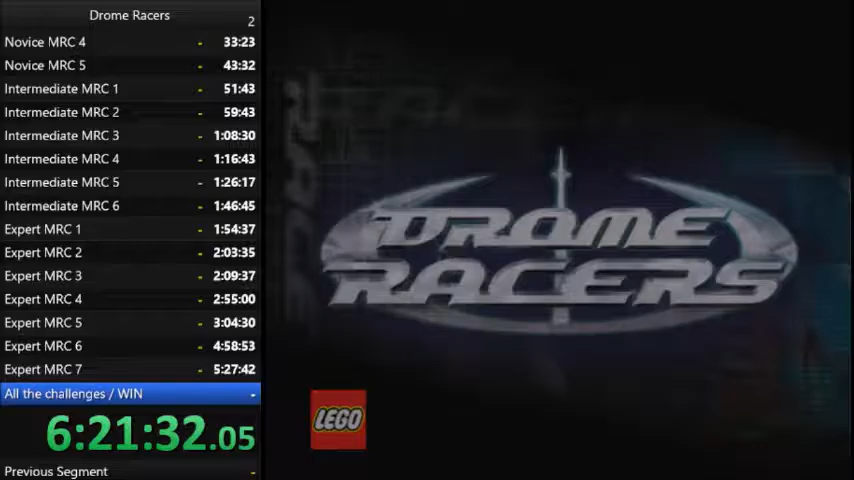 Drome Racers
2
Novice MRC 4 - 33:23
Novice MRC 5 - 43:32
Intermediate MRC 1 - 51:43
Intermediate MRC 2 - 59:43
Intermediate MRC 3 - 1:08:30
Intermediate MRC 4 - 1:16:43
Intermediate MRC 5 - 1:26:17
Intermediate MRC 6 - 1:46:45
Expert MRC 1 - 1:54:37
Expert MRC 2 - 2:03:35
Expert MRC 3 - 2:09:37
Expert MRC 4 - 2:55:00
Expert MRC 5 - 3:04:30
Expert MRC 6 - 4:58:53
Expert MRC 7 - 5:27:42
All the challenges / WIN -
6:21:32.05
Previous Segment -
DROME
RACERS
LEGO